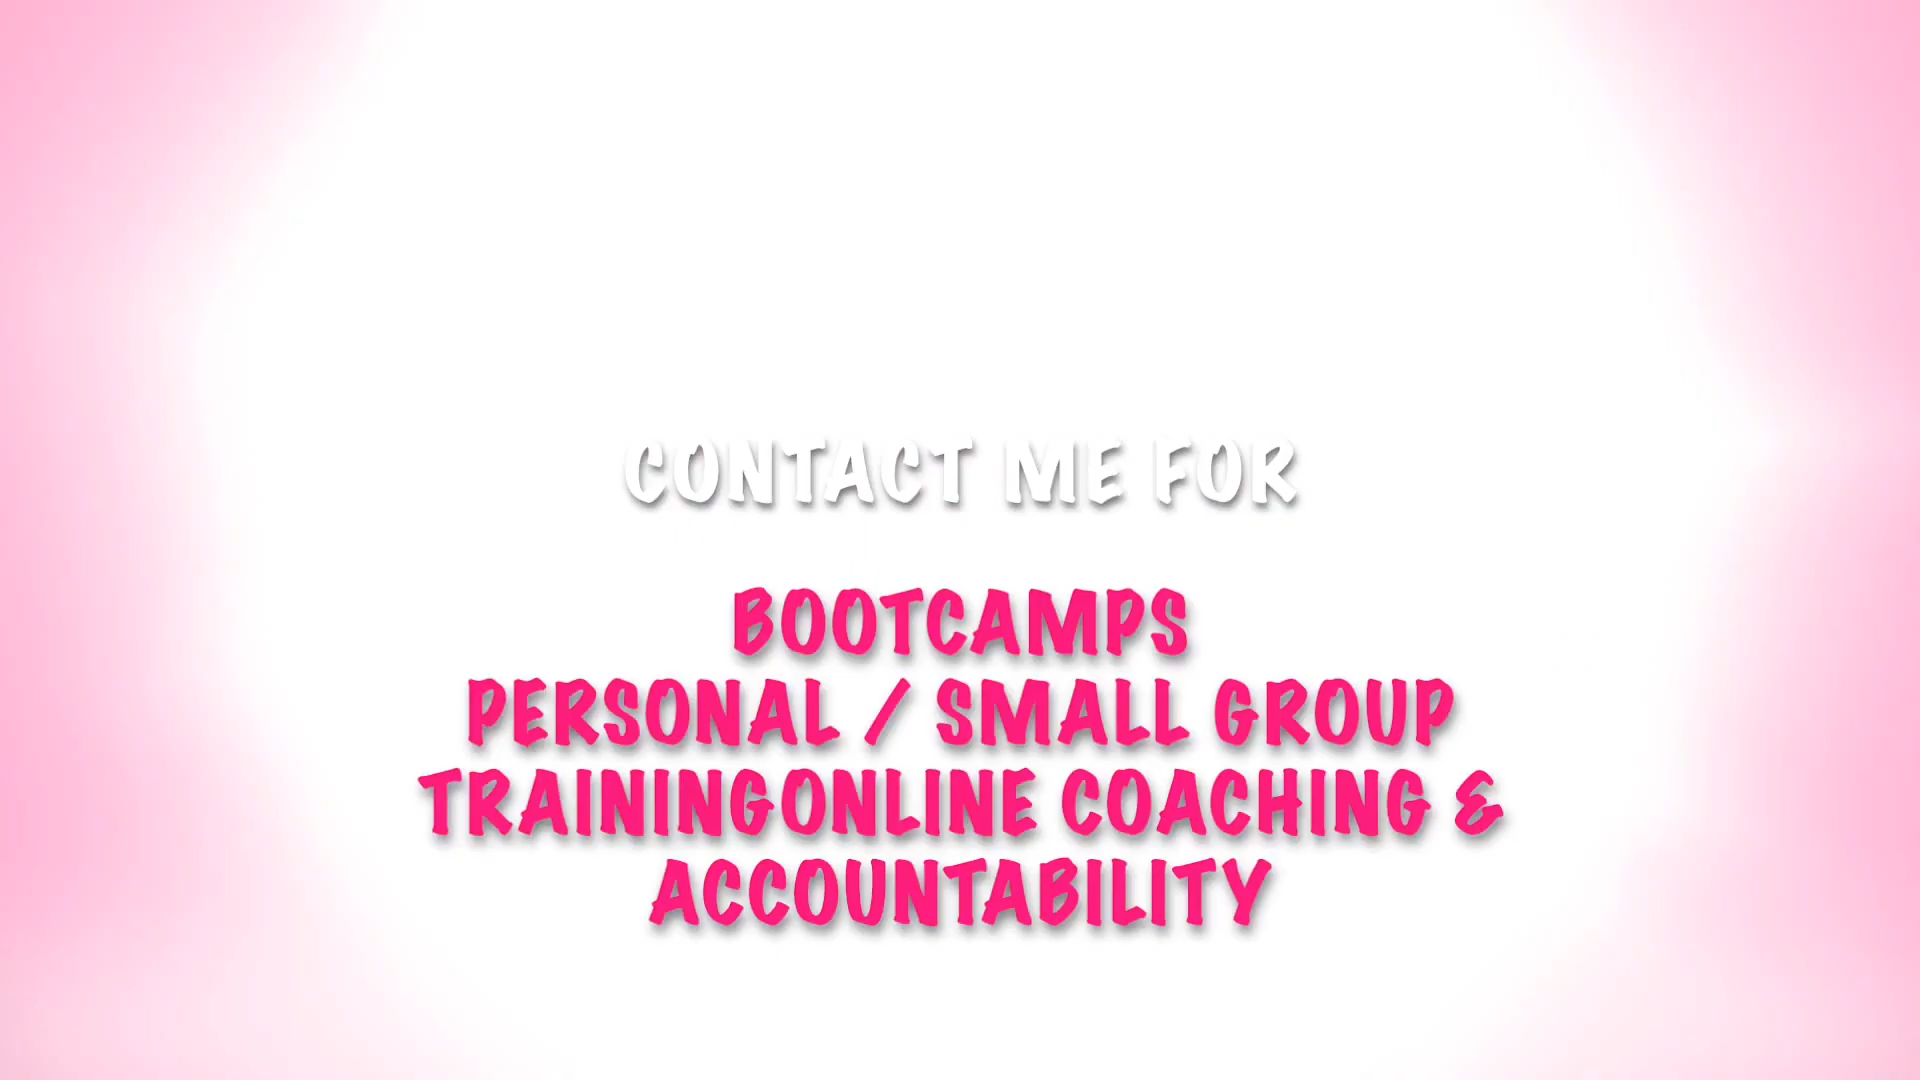 CONTACT ME FOR
BOOTCAMPS
PERSONAL / SMALL GROUP
TRAININGONLINE COACHING &
ACCOUNTABILITY